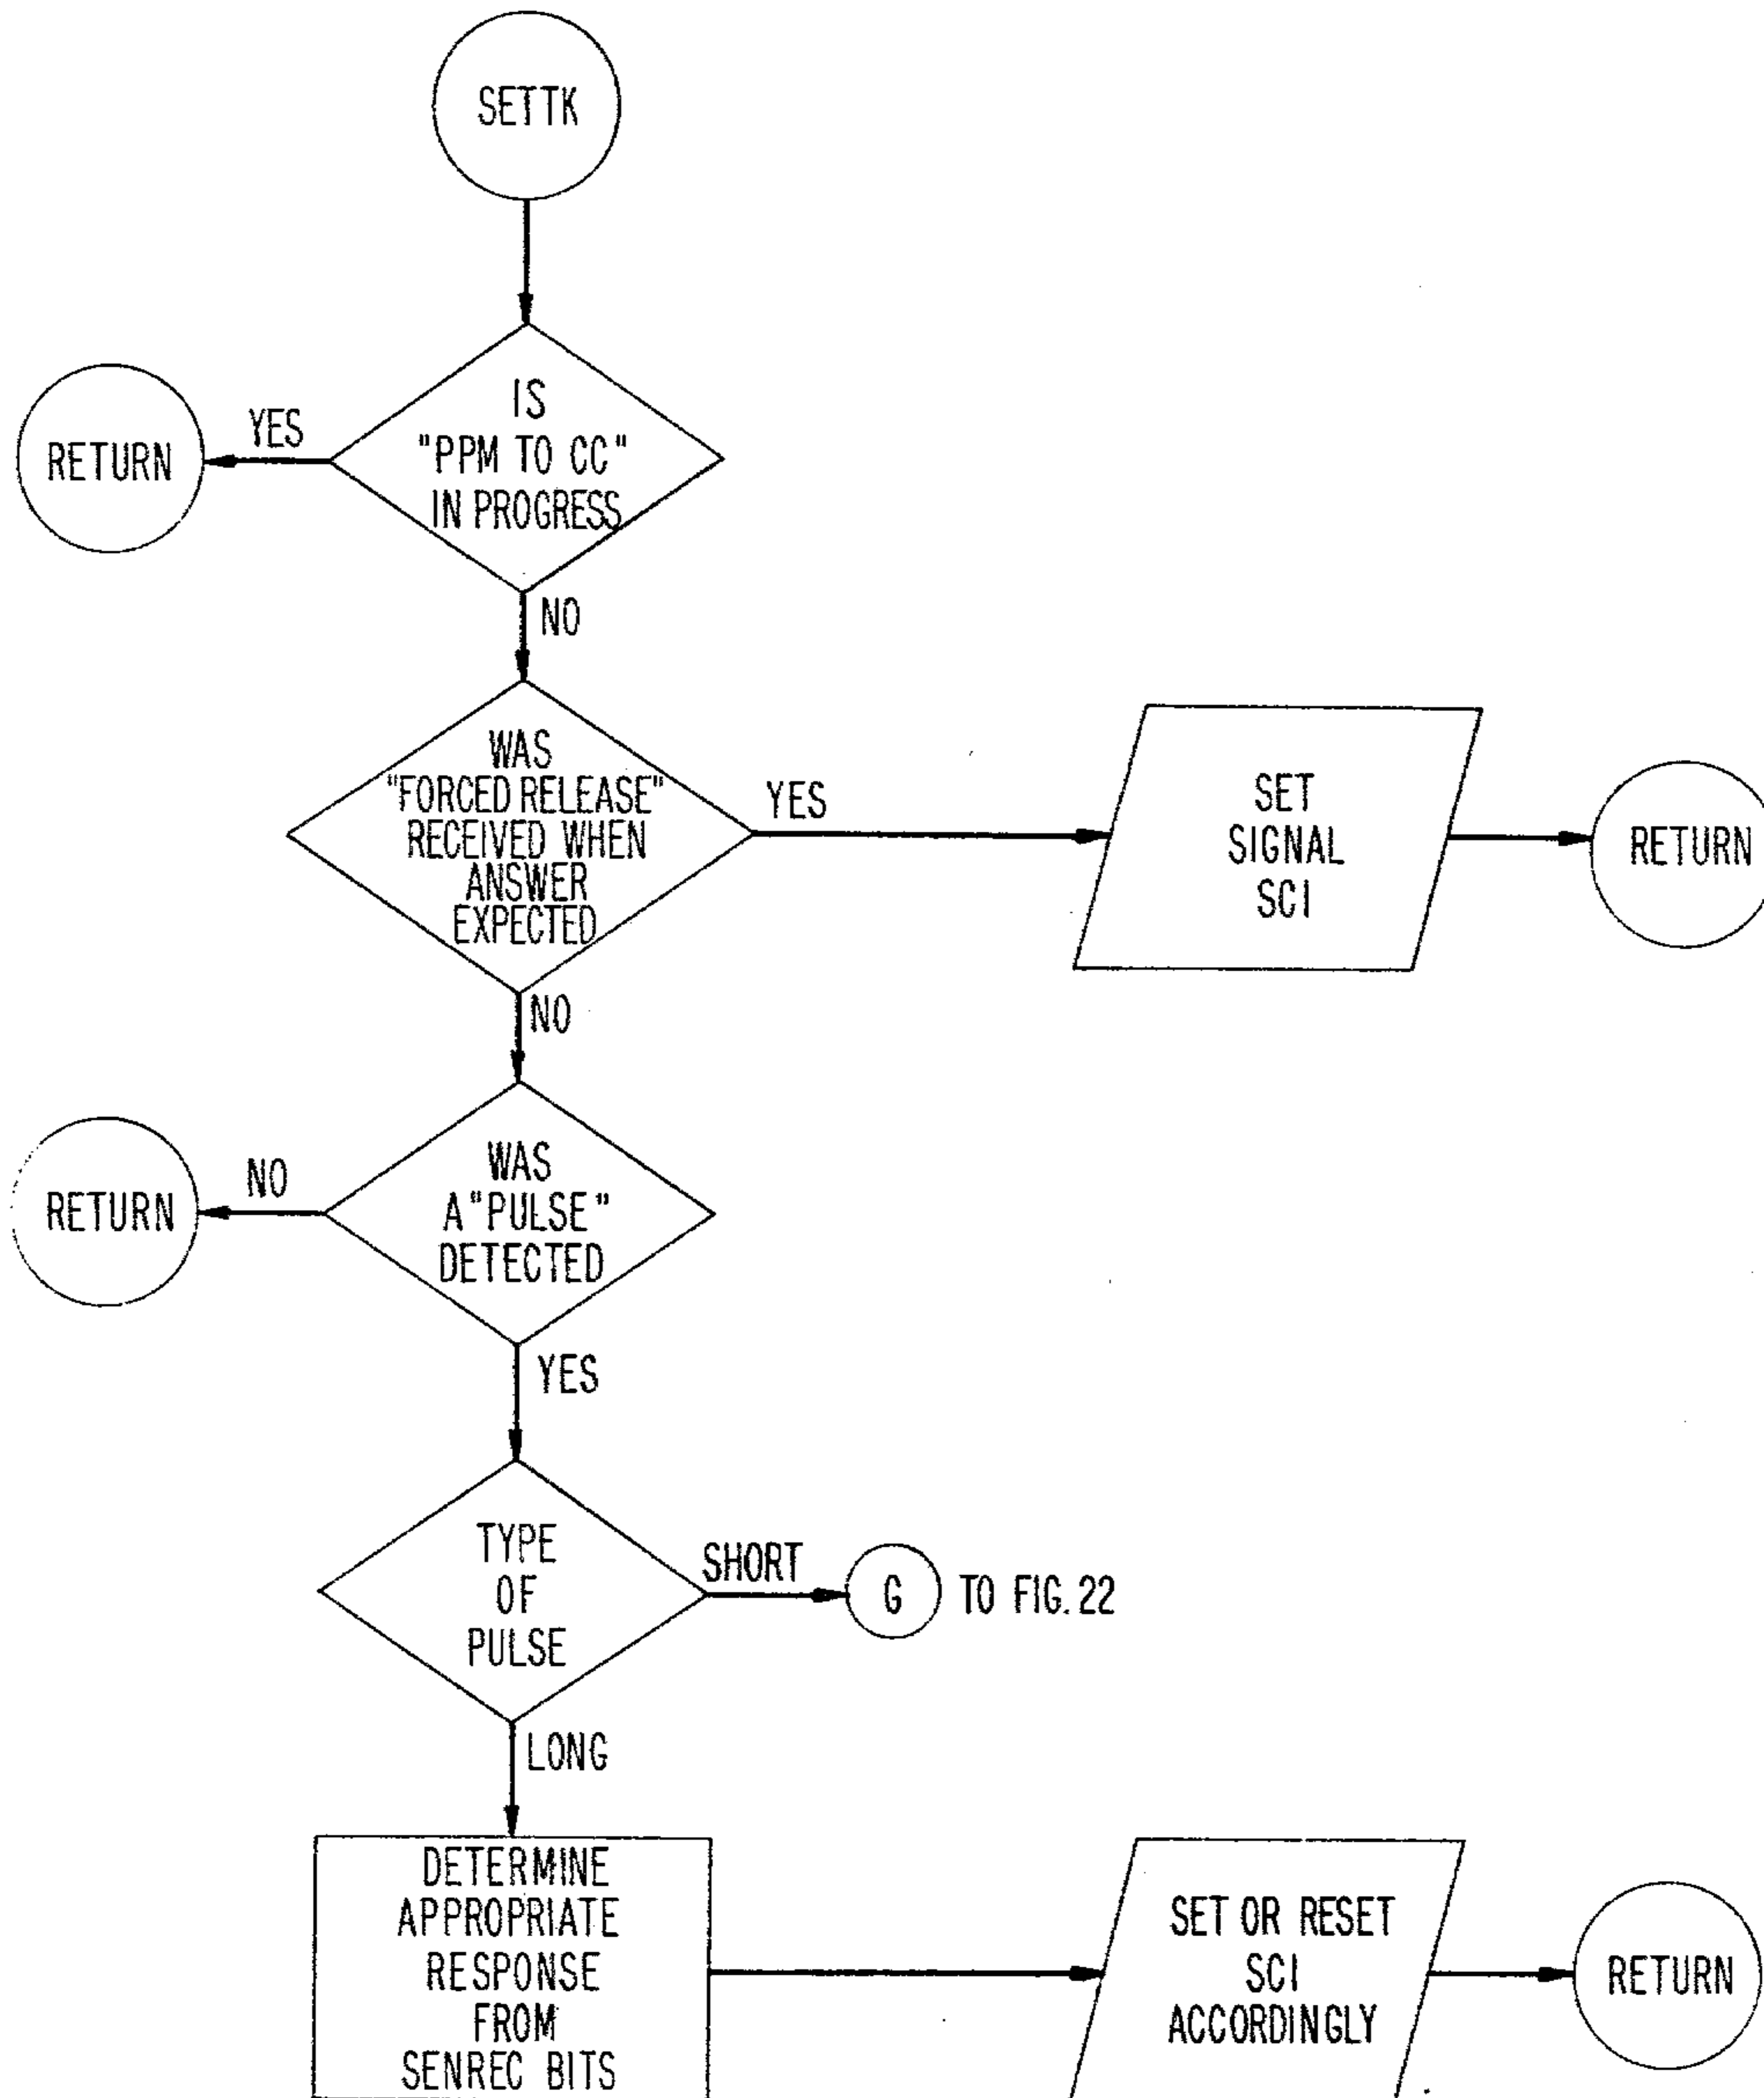 SETTK
IS
"PPM TO CC"
IN PROGRESS
YES
RETURN
NO
WAS
"FORCED RELEASE"
RECEIVED WHEN
ANSWER
EXPECTED
YES
SET
SIGNAL
SCI
RETURN
NO
WAS
A "PULSE"
DETECTED
NO
RETURN
YES
TYPE
OF
PULSE
SHORT
G TO FIG. 22
LONG
DETERMINE
APPROPRIATE
RESPONSE
FROM
SENREC BITS
SET OR RESET
SCI
ACCORDINGLY
RETURN